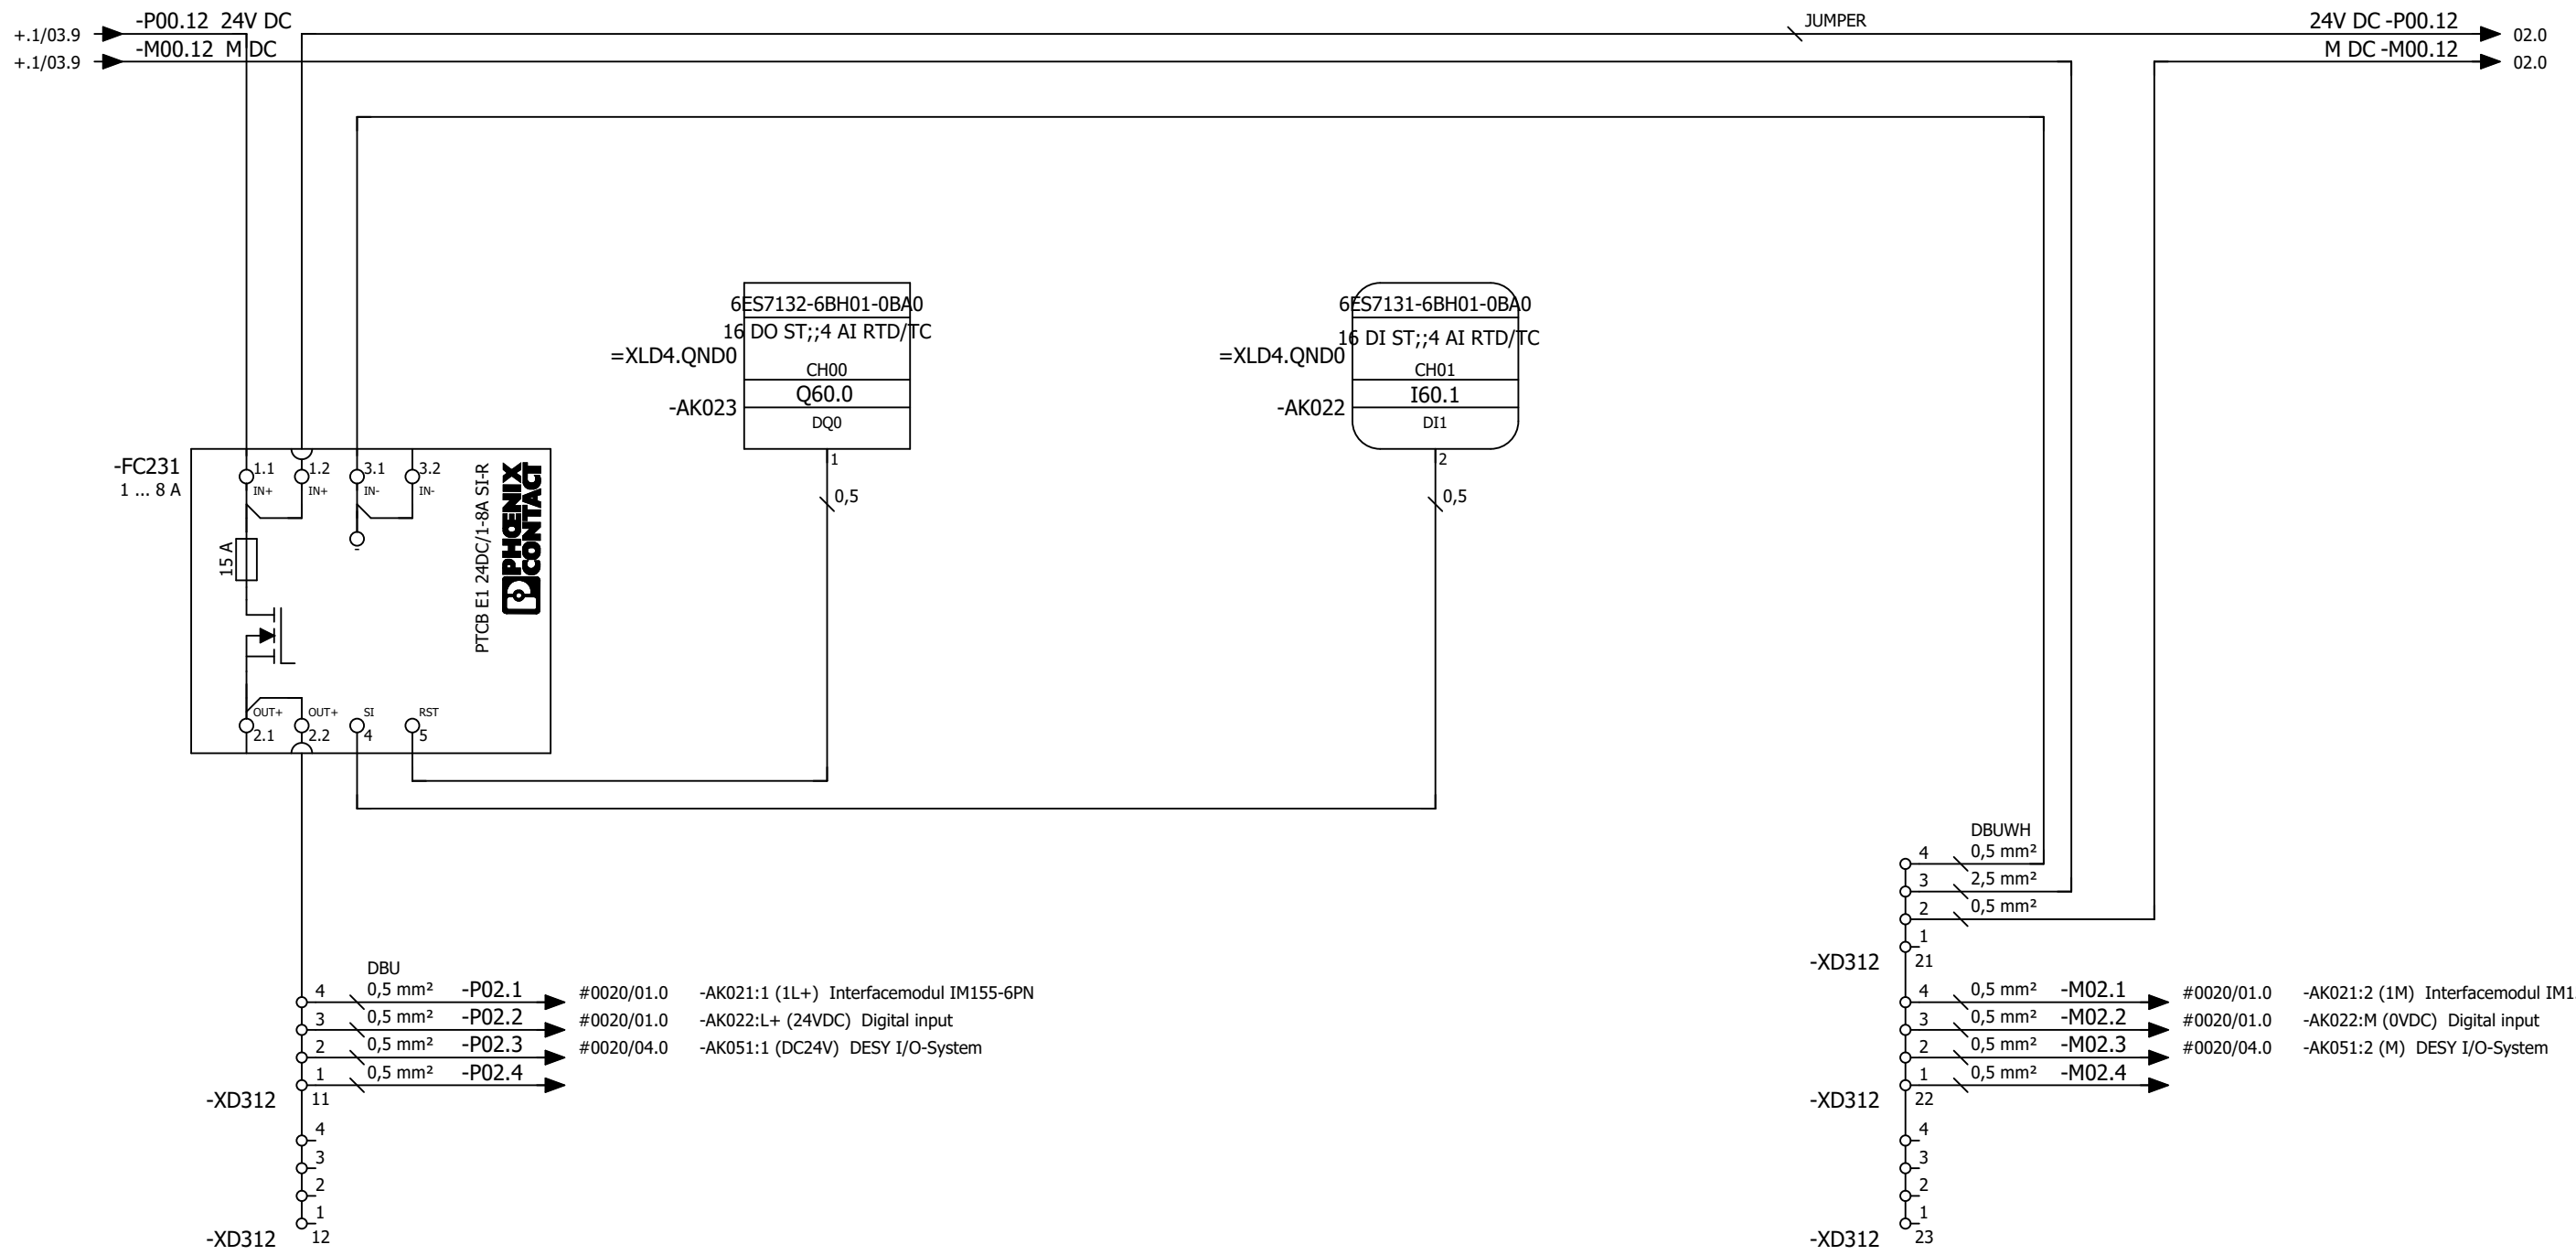 -P00.12 24V DC
+.1/03.9
-M00.12 M DC
+.1/03.9
JUMPER
24V DC -P00.12
02.0
M DC -M00.12
02.0
6ES7132-6BH01-0BA0
16 DO ST;;4 AI RTD/TC
=XLD4.QND0
CH00
Q60.0
-AK023
DQ0
1
0,5
6ES7131-6BH01-0BA0
16 DI ST;;4 AI RTD/TC
=XLD4.QND0
CH01
I60.1
-AK022
DI1
2
0,5
-FC231
1 ... 8 A
1.1
1.2
3.1
3.2
IN+
IN+
IN-
IN-
15 A
PTCB E1 24DC/1-8A SI-R
PHŒNIX
CONTACT
OUT+
OUT+
SI
RST
2.1
2.2
4
5
DBU
4 0,5 mm² -P02.1 #0020/01.0 -AK021:1 (1L+) Interfacemodul IM155-6PN
3 0,5 mm² -P02.2 #0020/01.0 -AK022:L+ (24VDC) Digital input
2 0,5 mm² -P02.3 #0020/04.0 -AK051:1 (DC24V) DESY I/O-System
1 0,5 mm² -P02.4
-XD312 11
4
3
2
1
-XD312 12
DBUWH
4 0,5 mm²
3 2,5 mm²
2 0,5 mm²
1
-XD312 21
4 0,5 mm² -M02.1 #0020/01.0 -AK021:2 (1M) Interfacemodul IM1
3 0,5 mm² -M02.2 #0020/01.0 -AK022:M (0VDC) Digital input
2 0,5 mm² -M02.3 #0020/04.0 -AK051:2 (M) DESY I/O-System
1 0,5 mm² -M02.4
-XD312 22
4
3
2
1
-XD312 23